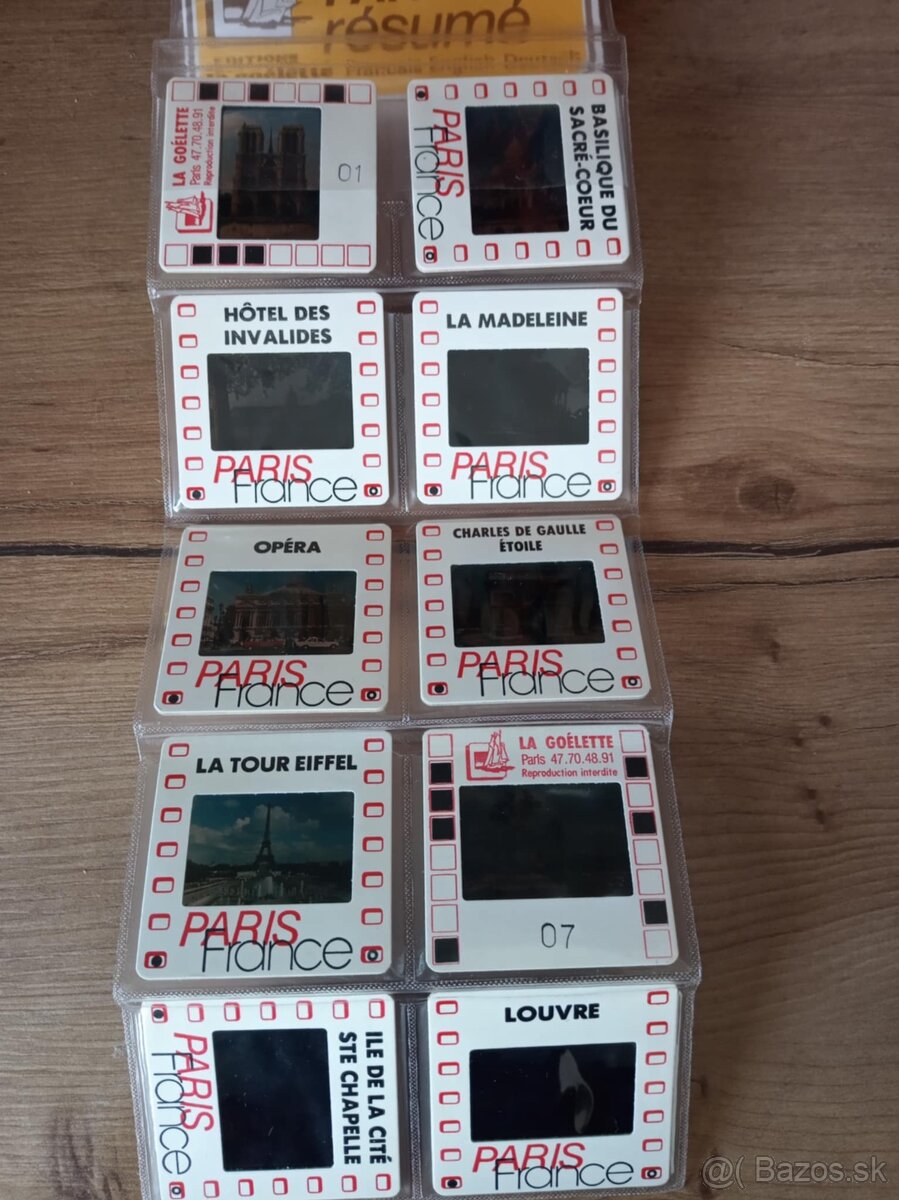 résumé
LA GOÉLETTE
Paris 47.70.48.91
Reproduction interdite
01
BASILIQUE DU
SACRÉ-COEUR
PARIS
France
HÔTEL DES
INVALIDES
PARIS
France
LA MADELEINE
PARIS
France
OPÉRA
PARIS
France
CHARLES DE GAULLE
ÉTOILE
PARIS
France
LA TOUR EIFFEL
PARIS
France
LA GOÉLETTE
Paris 47.70.48.91
Reproduction interdite
07
ILE DE LA CITÉ
STE CHAPELLE
PARIS
France
LOUVRE
PARIS
France
@( Bazos.sk